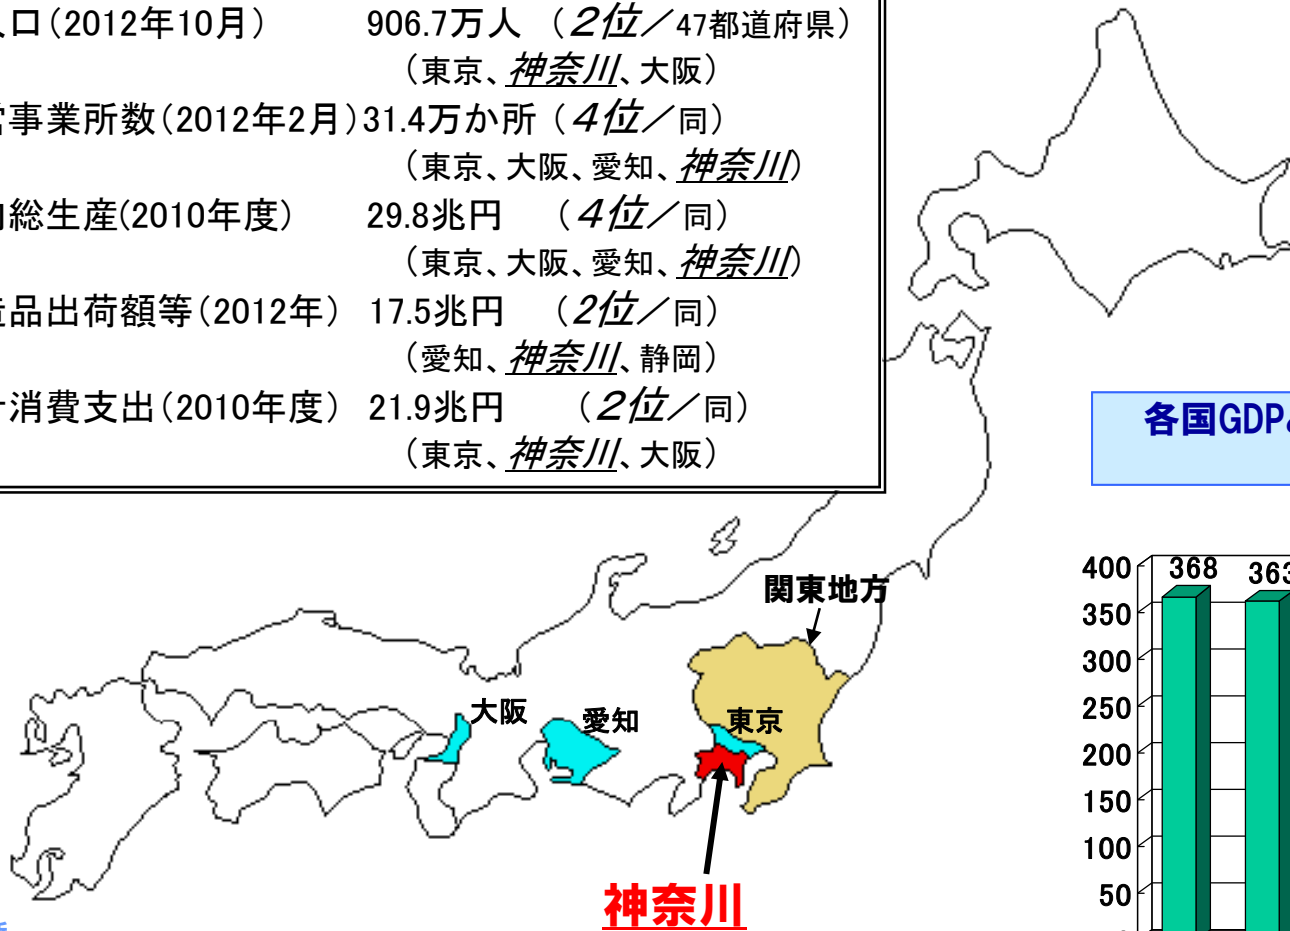 口（2012年10月） 906.7万人 （2位／47都道府県）
（東京、神奈川、大阪）
事業所数（2012年2月）31.4万か所（4位／同）
（東京、大阪、愛知、神奈川）
総生産(2010年度) 29.8兆円 （4位／同）
（東京、大阪、愛知、神奈川）
品出荷額等（2012年） 17.5兆円 （2位／同）
（愛知、神奈川、静岡）
消費支出（2010年度） 21.9兆円 （2位／同）
（東京、神奈川、大阪）
各国GDP
関東地方
大阪
愛知
東京
神奈川
400
350
300
250
200
150
100
50
368
363